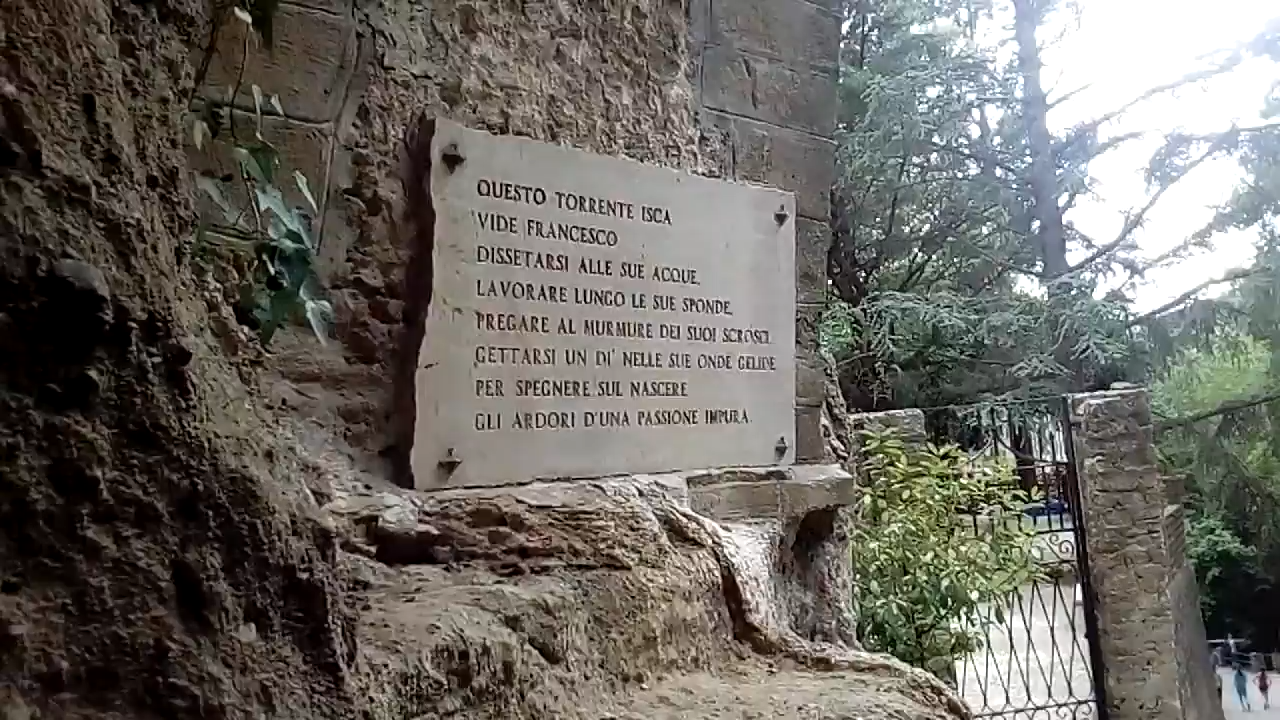 QUESTO TORRENTE ISCA
VIDE FRANCESCO
DISSETARSI ALLE SUE ACQUE,
LAVORARE LUNGO LE SUE SPONDE,
PREGARE AL MURMURE DEI SUOI SCROSCI,
GETTARSI UN DI' NELLE SUE ONDE GELIDE
PER SPEGNERE SUL NASCERE
GLI ARDORI D'UNA PASSIONE IMPURA.